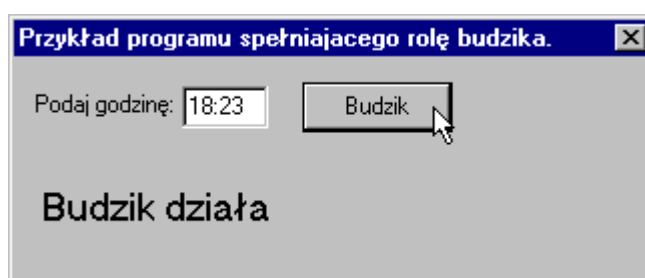 Przykład programu spełniajacego rolę budzika.
Podaj godzinę: 18:23 Budzik
Budzik działa